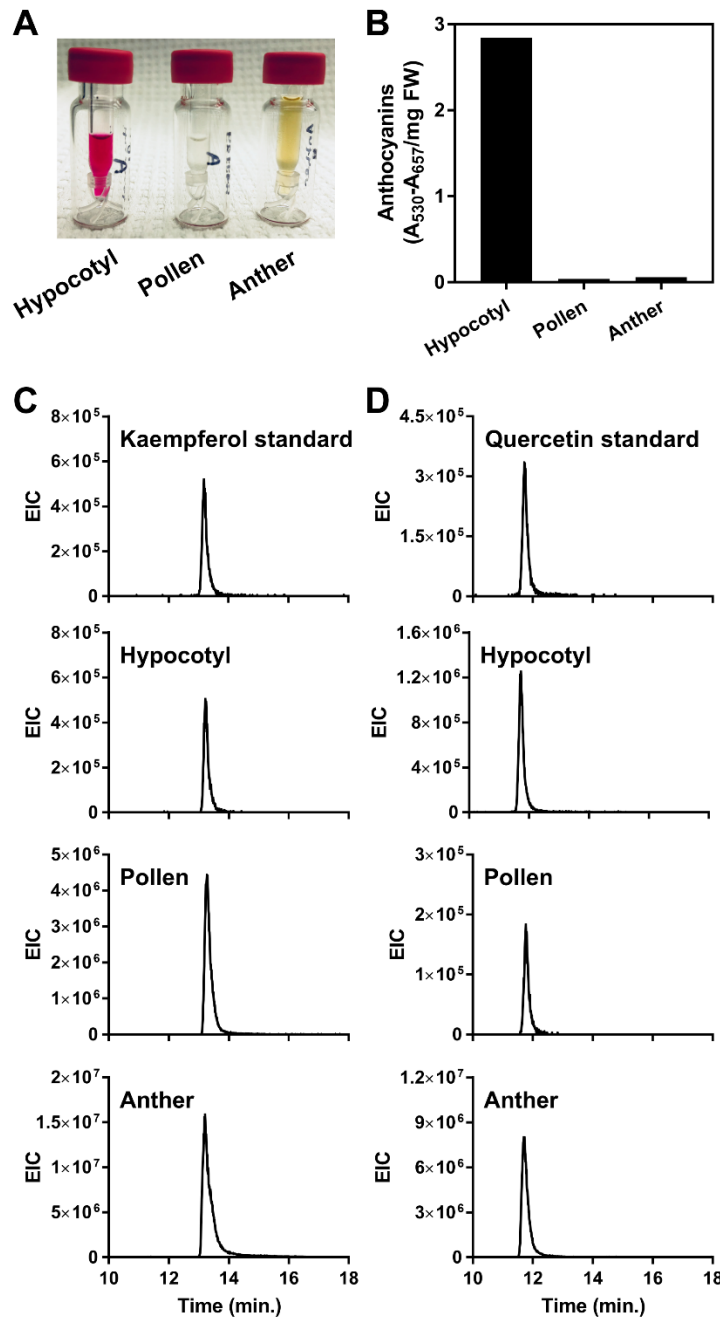 A
Hypocotyl
Pollen
Anther
B
Anthocyanins
(A₅₃₀-A₆₅₇/mg FW)
3
2
1
0
Hypocotyl
Pollen
Anther
C
Kaempferol standard
EIC
8×10⁵
6×10⁵
4×10⁵
2×10⁵
0
Hypocotyl
EIC
8×10⁵
6×10⁵
4×10⁵
2×10⁵
0
Pollen
EIC
5×10⁶
4×10⁶
3×10⁶
2×10⁶
1×10⁶
0
Anther
EIC
2×10⁷
1.5×10⁷
1×10⁷
5×10⁶
0
10 12 14 16 18
Time (min.)
D
Quercetin standard
EIC
4.5×10⁵
3×10⁵
1.5×10⁵
0
Hypocotyl
EIC
1.6×10⁶
1.2×10⁶
8×10⁵
4×10⁵
0
Pollen
EIC
3×10⁵
2×10⁵
1×10⁵
0
Anther
EIC
1.2×10⁷
9×10⁶
6×10⁶
3×10⁶
0
10 12 14 16 18
Time (min.)